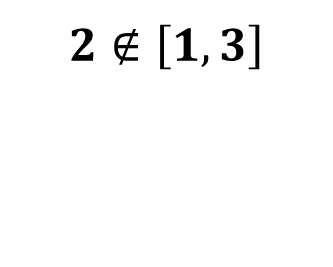 2 ∉ [1, 3]